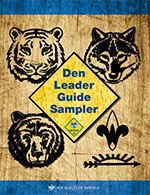 Den
Leader
Guide
Sampler
BOY SCOUTS OF AMERICA